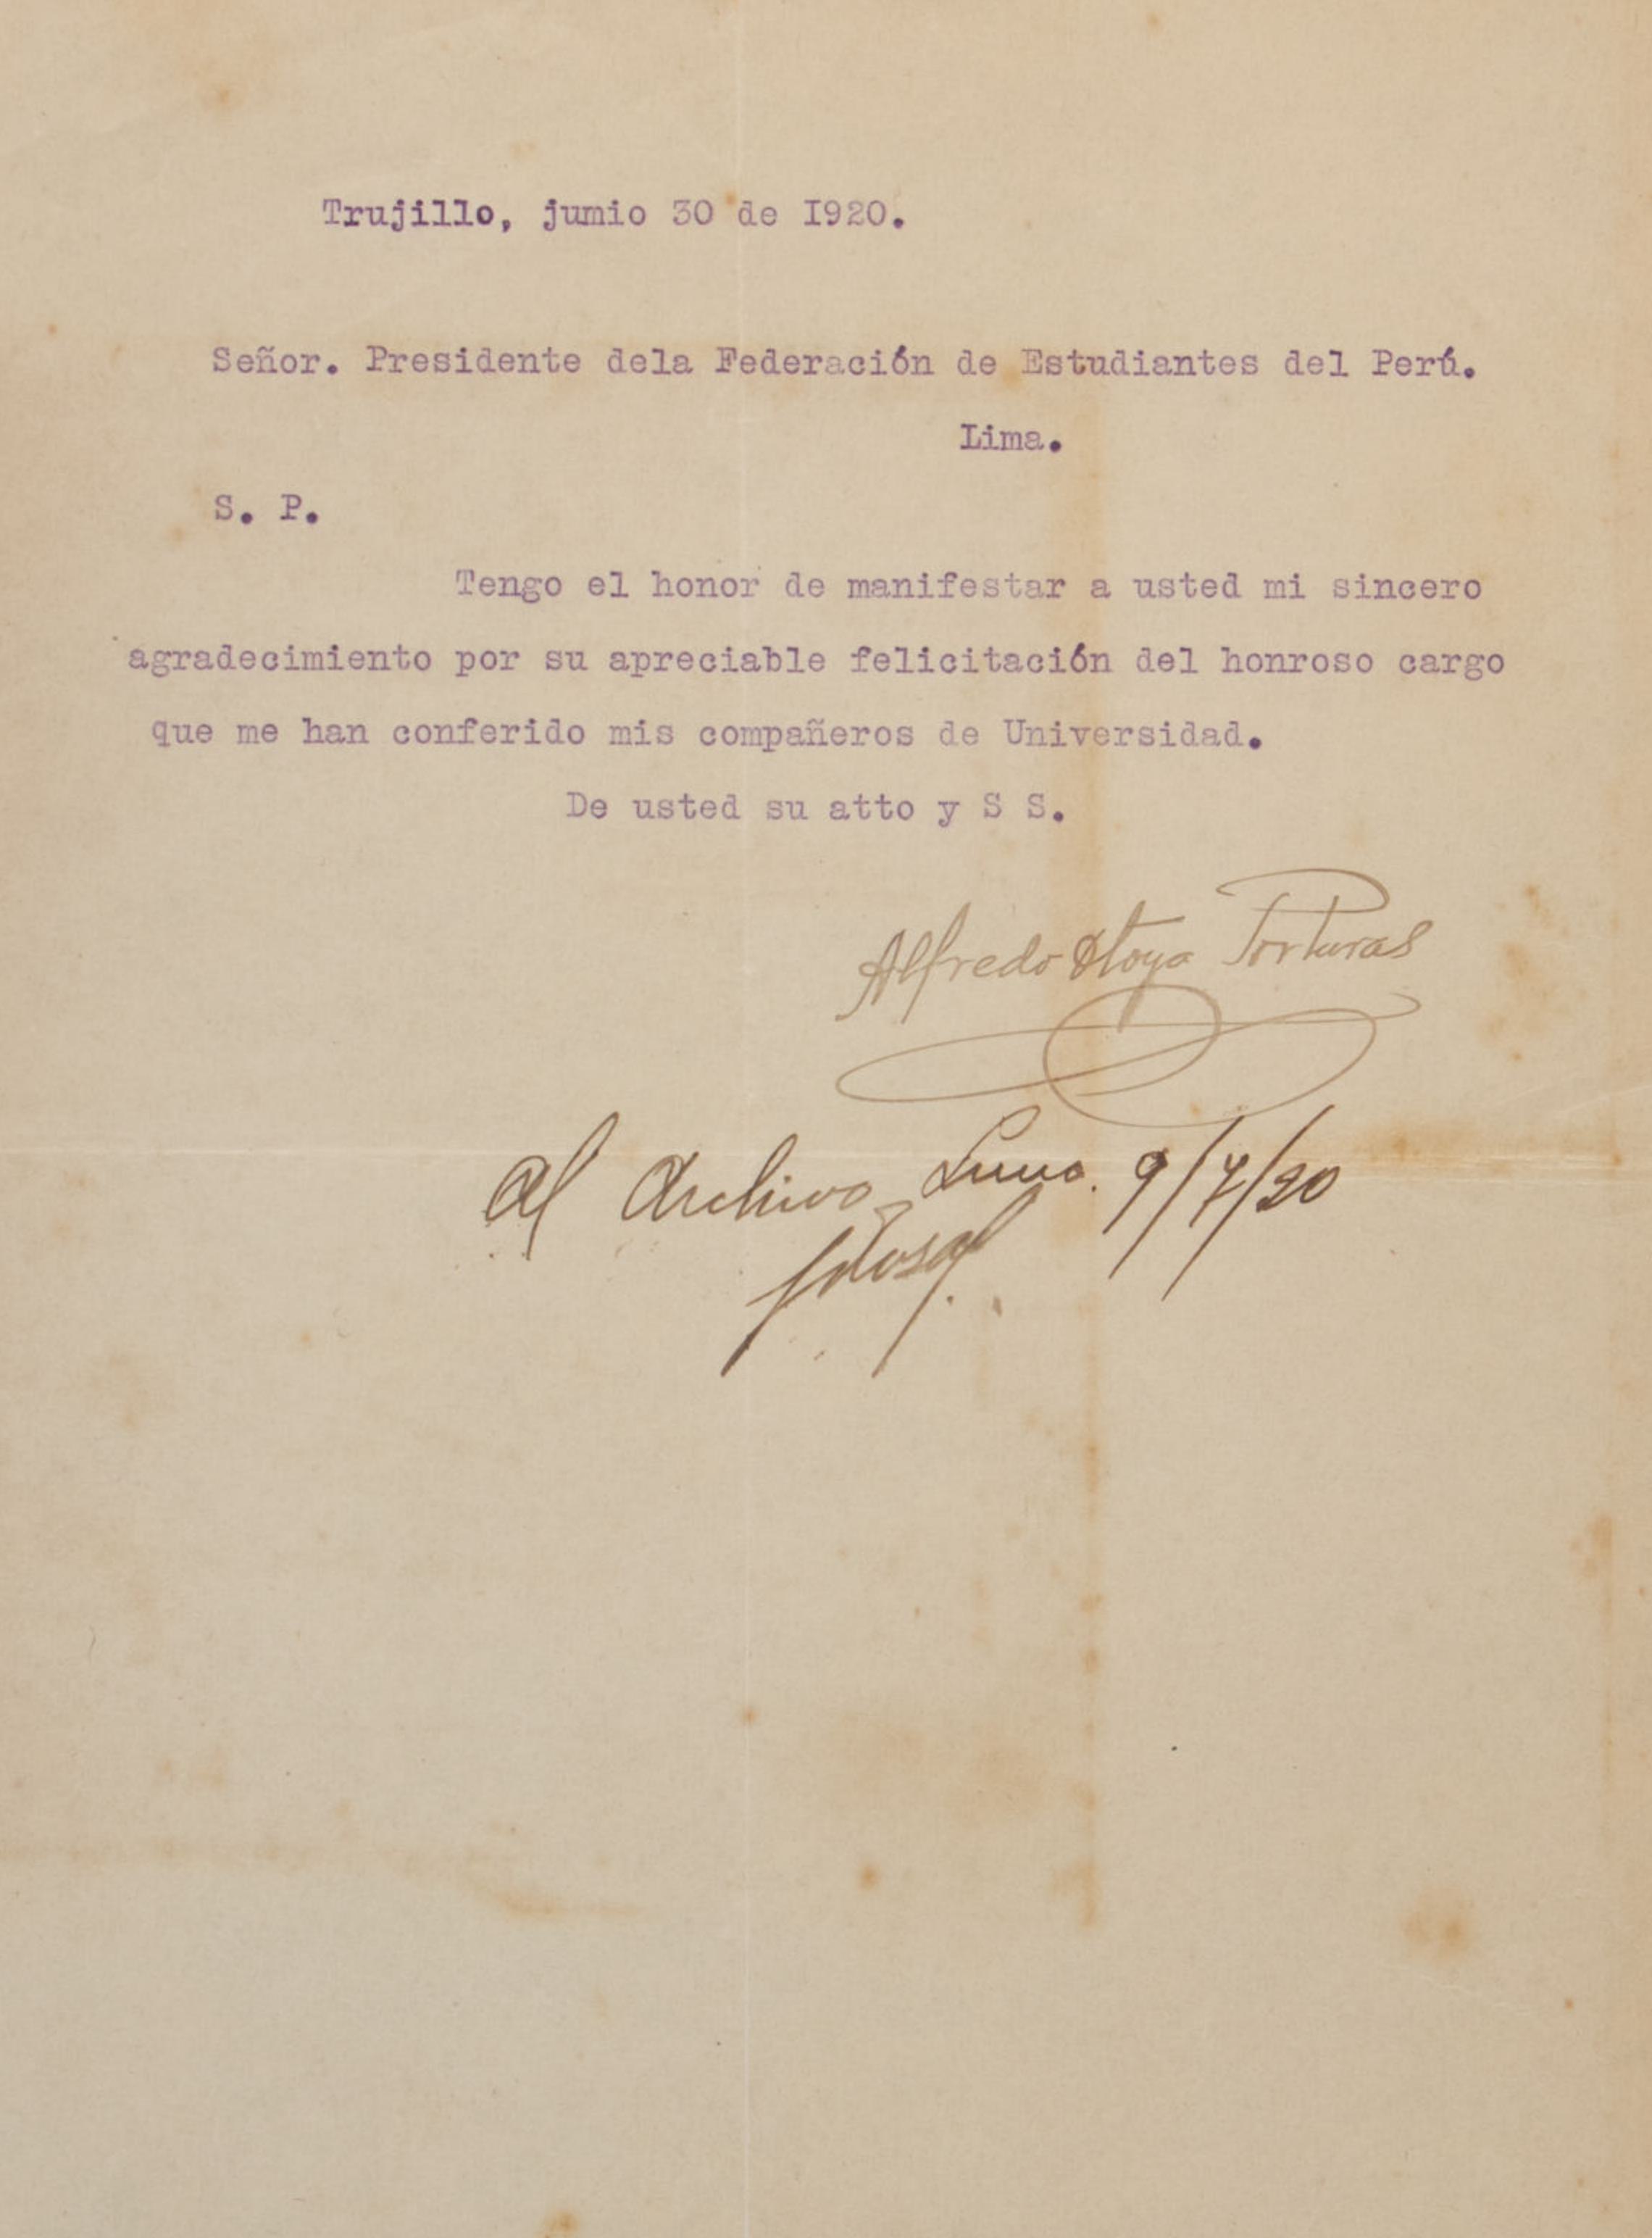 Trujillo, jumio 30 de I920.
Señor. Presidente dela Federación de Estudiantes del Perú.
Lima.
S. P.
Tengo el honor de manifestar a usted mi sincero
agradecimiento por su apreciable felicitación del honroso cargo
que me han conferido mis compañeros de Universidad.
De usted su atto y S S.
Alfredo Otoya Porturas
Al Archivo Lima. 9/7/20